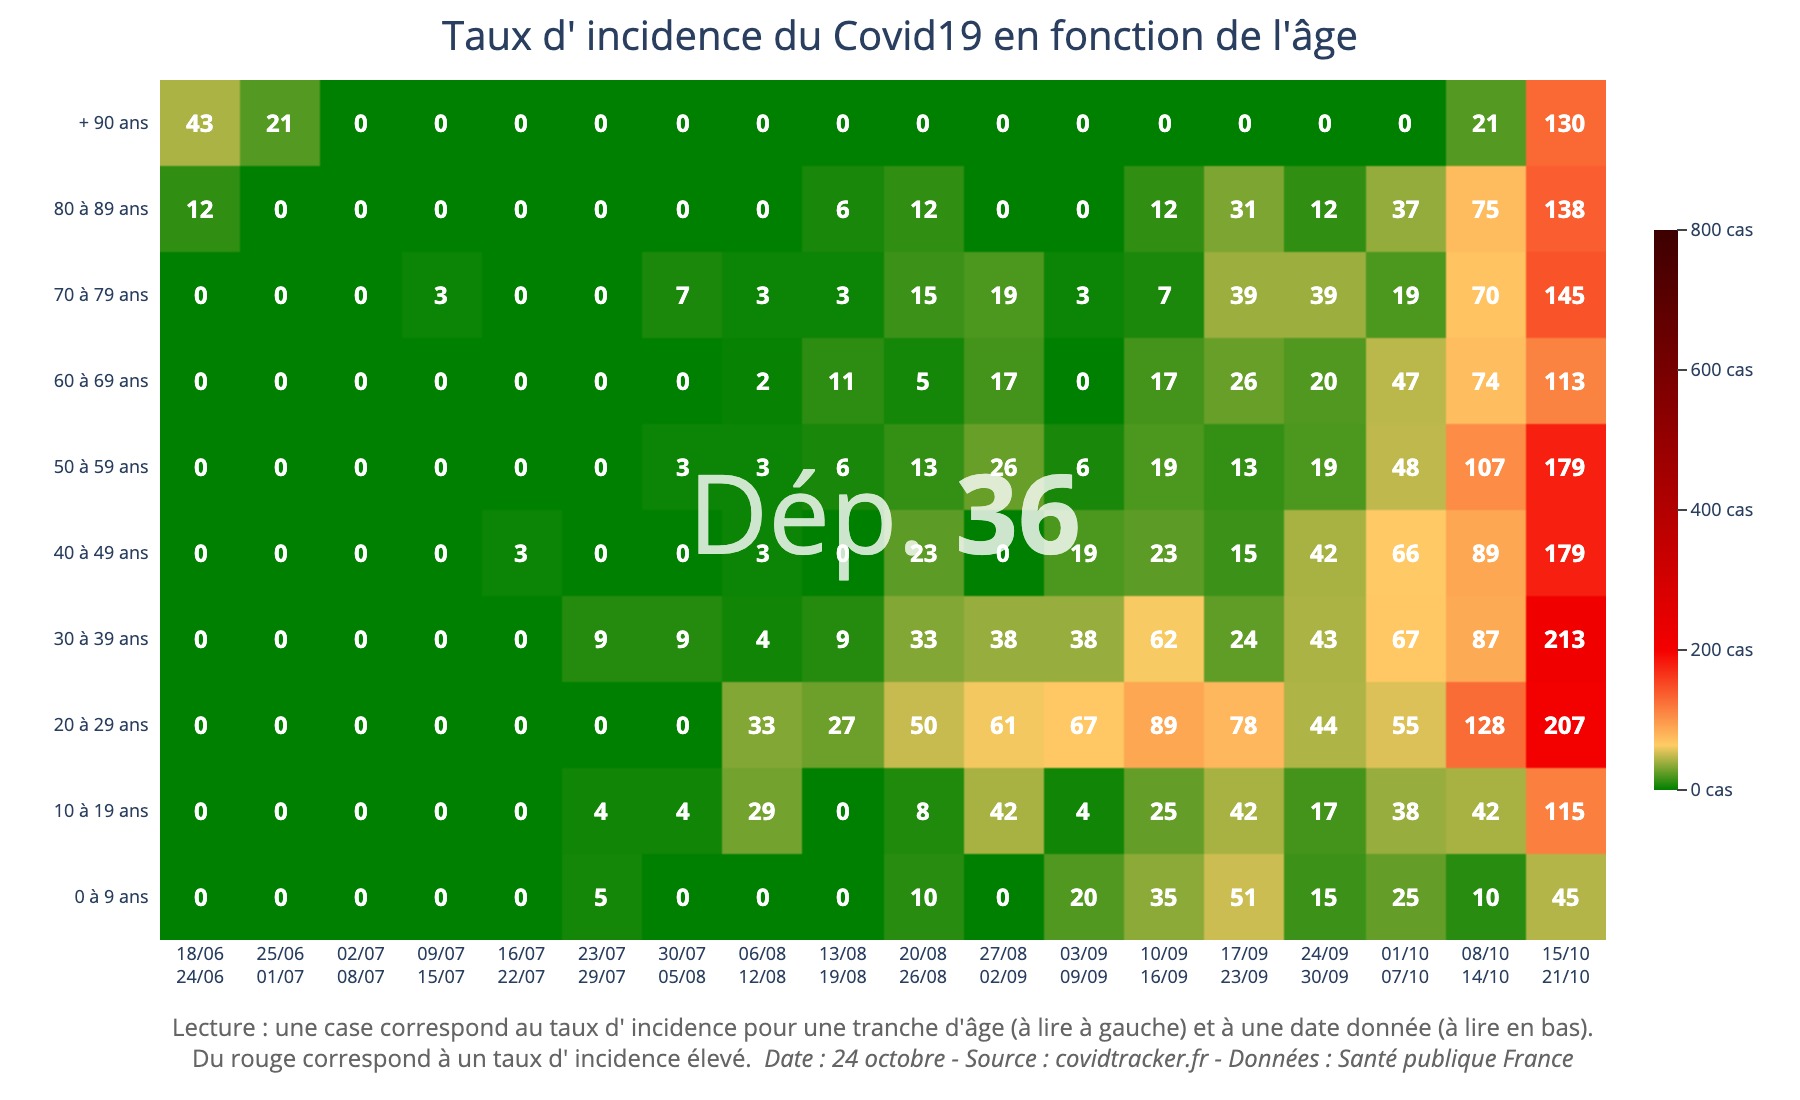 Taux d' incidence du Covid19 en fonction de l'âge
+ 90 ans 43 21 0 0 0 0 0 0 0 0 0 0 0 0 0 0 21 130
80 à 89 ans 12 0 0 0 0 0 0 0 6 12 0 0 12 31 12 37 75 138
800 cas
70 à 79 ans 0 0 0 3 0 0 7 3 3 15 19 3 7 39 39 19 70 145
600 cas
60 à 69 ans 0 0 0 0 0 0 0 2 11 5 17 0 17 26 20 47 74 113
50 à 59 ans 0 0 0 0 0 0 3 3 6 13 26 6 19 13 19 48 107 179
Dép. 36
400 cas
40 à 49 ans 0 0 0 0 3 0 0 3 0 23 0 19 23 15 42 66 89 179
30 à 39 ans 0 0 0 0 0 9 9 4 9 33 38 38 62 24 43 67 87 213
200 cas
20 à 29 ans 0 0 0 0 0 0 0 33 27 50 61 67 89 78 44 55 128 207
0 cas
10 à 19 ans 0 0 0 0 0 4 4 29 0 8 42 4 25 42 17 38 42 115
0 à 9 ans 0 0 0 0 0 5 0 0 0 10 0 20 35 51 15 25 10 45
18/06 25/06 02/07 09/07 16/07 23/07 30/07 06/08 13/08 20/08 27/08 03/09 10/09 17/09 24/09 01/10 08/10 15/10
24/06 01/07 08/07 15/07 22/07 29/07 05/08 12/08 19/08 26/08 02/09 09/09 16/09 23/09 30/09 07/10 14/10 21/10
Lecture : une case correspond au taux d' incidence pour une tranche d'âge (à lire à gauche) et à une date donnée (à lire en bas).
Du rouge correspond à un taux d' incidence élevé. Date : 24 octobre - Source : covidtracker.fr - Données : Santé publique France